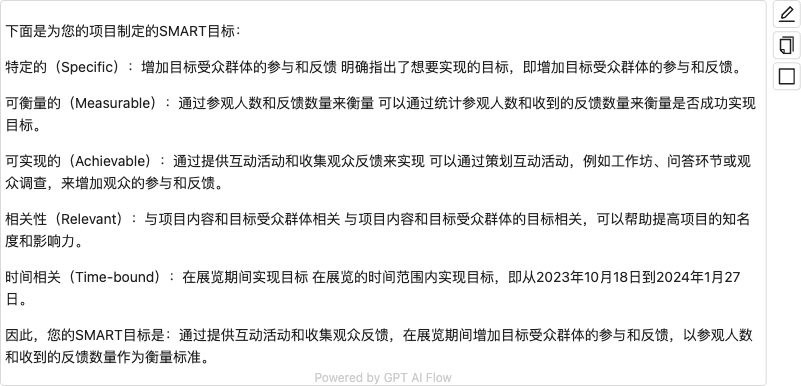 下面是为您的项目制定的SMART目标：
特定的（Specific）：增加目标受众群体的参与和反馈 明确指出了想要实现的目标，即增加目标受众群体的参与和反馈。
可衡量的（Measurable）：通过参观人数和反馈数量来衡量 可以通过统计参观人数和收到的反馈数量来衡量是否成功实现
目标。
可实现的（Achievable）：通过提供互动活动和收集观众反馈来实现 可以通过策划互动活动，例如工作坊、问答环节或观
众调查，来增加观众的参与和反馈。
相关性（Relevant）：与项目内容和目标受众群体相关 与项目内容和目标受众群体的目标相关，可以帮助提高项目的知名
度和影响力。
时间相关（Time-bound）：在展览期间实现目标 在展览的时间范围内实现目标，即从2023年10月18日到2024年1月27
日。
因此，您的SMART目标是：通过提供互动活动和收集观众反馈，在展览期间增加目标受众群体的参与和反馈，以参观人数
和收到的反馈数量作为衡量标准。
Powered by GPT AI Flow